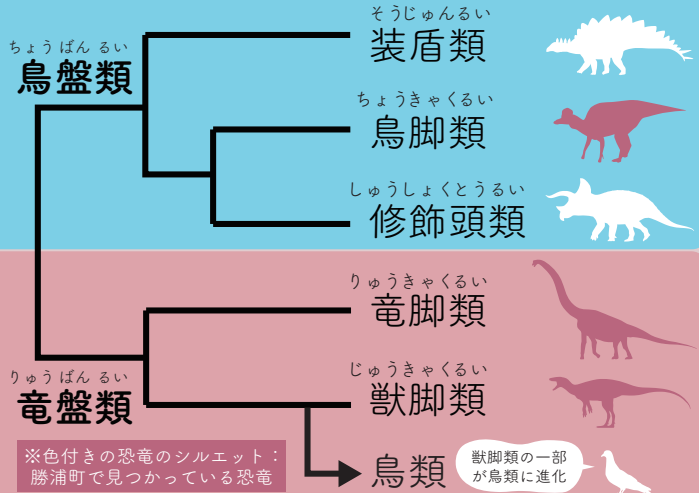 そうじゅんるい
装盾類
ちょうばんるい
鳥盤類
ちょうきゃくるい
鳥脚類
しゅうしょくとうるい
修飾頭類
りゅうきゃくるい
竜脚類
りゅうばんるい
竜盤類
じゅうきゃくるい
獣脚類
鳥類
獣脚類の一部
が鳥類に進化
※色付きの恐竜のシルエット：
勝浦町で見つかっている恐竜